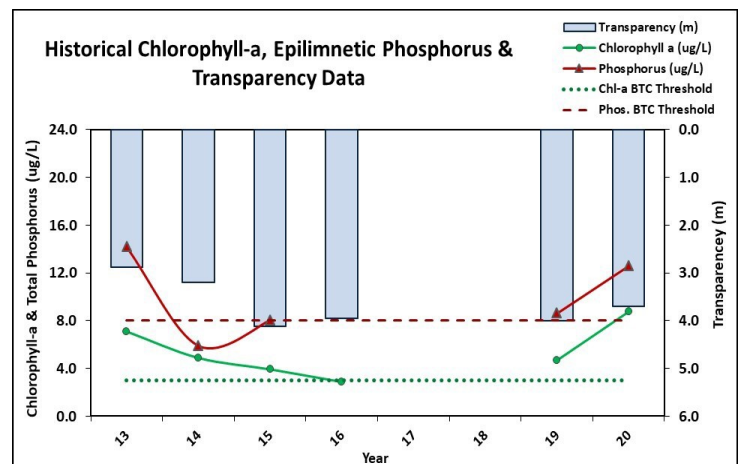 Historical Chlorophyll-a, Epilimnetic Phosphorus &
Transparency Data
Transparency (m)
Chlorophyll a (ug/L)
Phosphorus (ug/L)
Chl-a BTC Threshold
Phos. BTC Threshold
Chlorophyll-a & Total Phosphorus (ug/L)
24.0
20.0
16.0
12.0
8.0
4.0
0.0
0.0
1.0
2.0
3.0
4.0
5.0
6.0
Transparencey (m)
13 14 15 16 17 18 19 20
Year